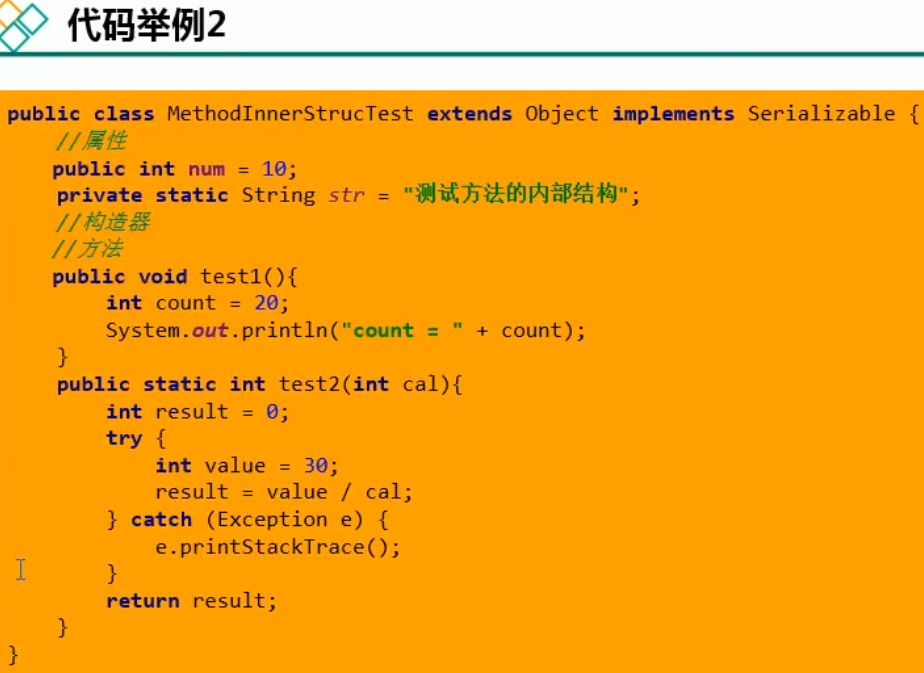 代码举例2
public class MethodInnerStrucTest extends Object implements Serializable {
//属性
public int num = 10;
private static String str = "测试方法的内部结构";
//构造器
//方法
public void test1(){
int count = 20;
System.out.println("count = " + count);
}
public static int test2(int cal){
int result = 0;
try {
int value = 30;
result = value / cal;
} catch (Exception e) {
e.printStackTrace();
}
return result;
}
}